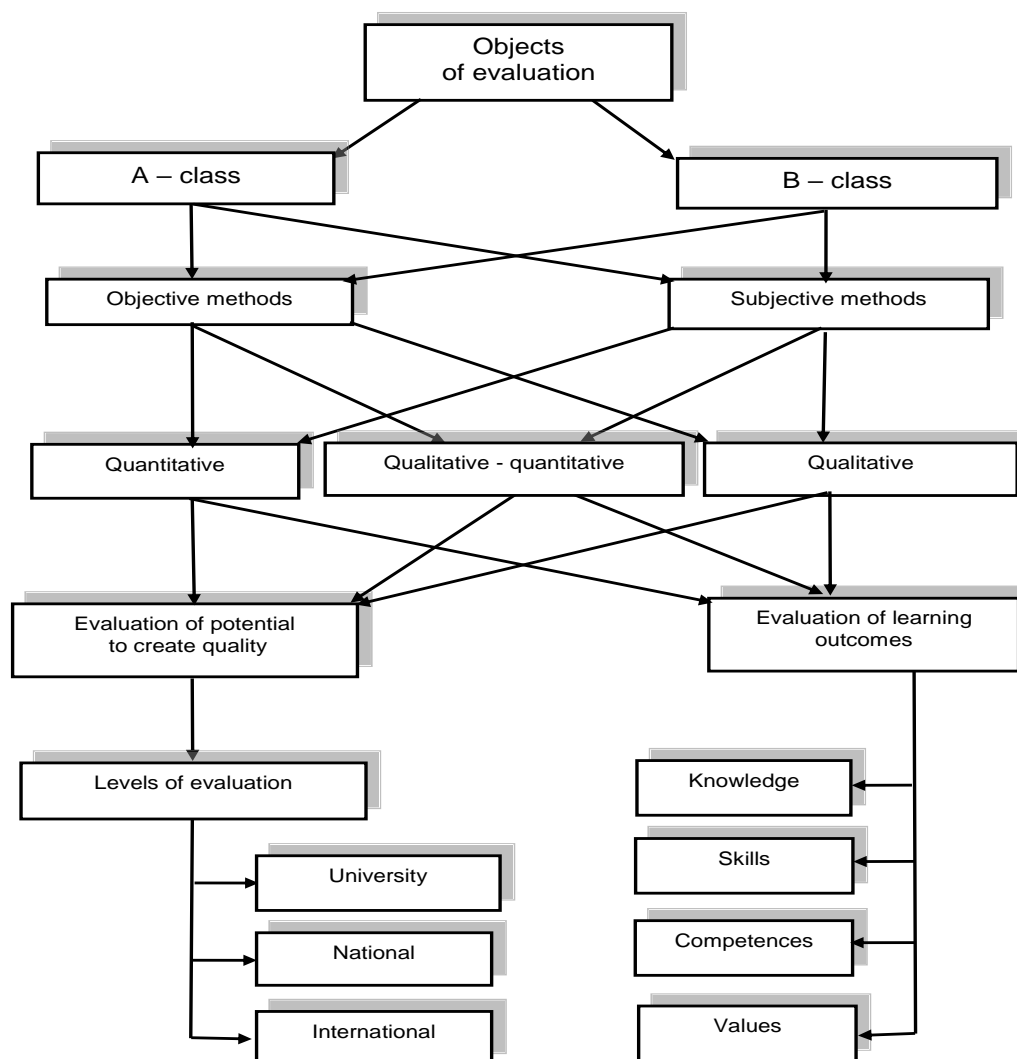 Objects
of evaluation
A – class
B – class
Objective methods
Subjective methods
Quantitative
Qualitative - quantitative
Qualitative
Evaluation of potential
to create quality
Evaluation of learning
outcomes
Levels of evaluation
Knowledge
Skills
University
Competences
National
Values
International